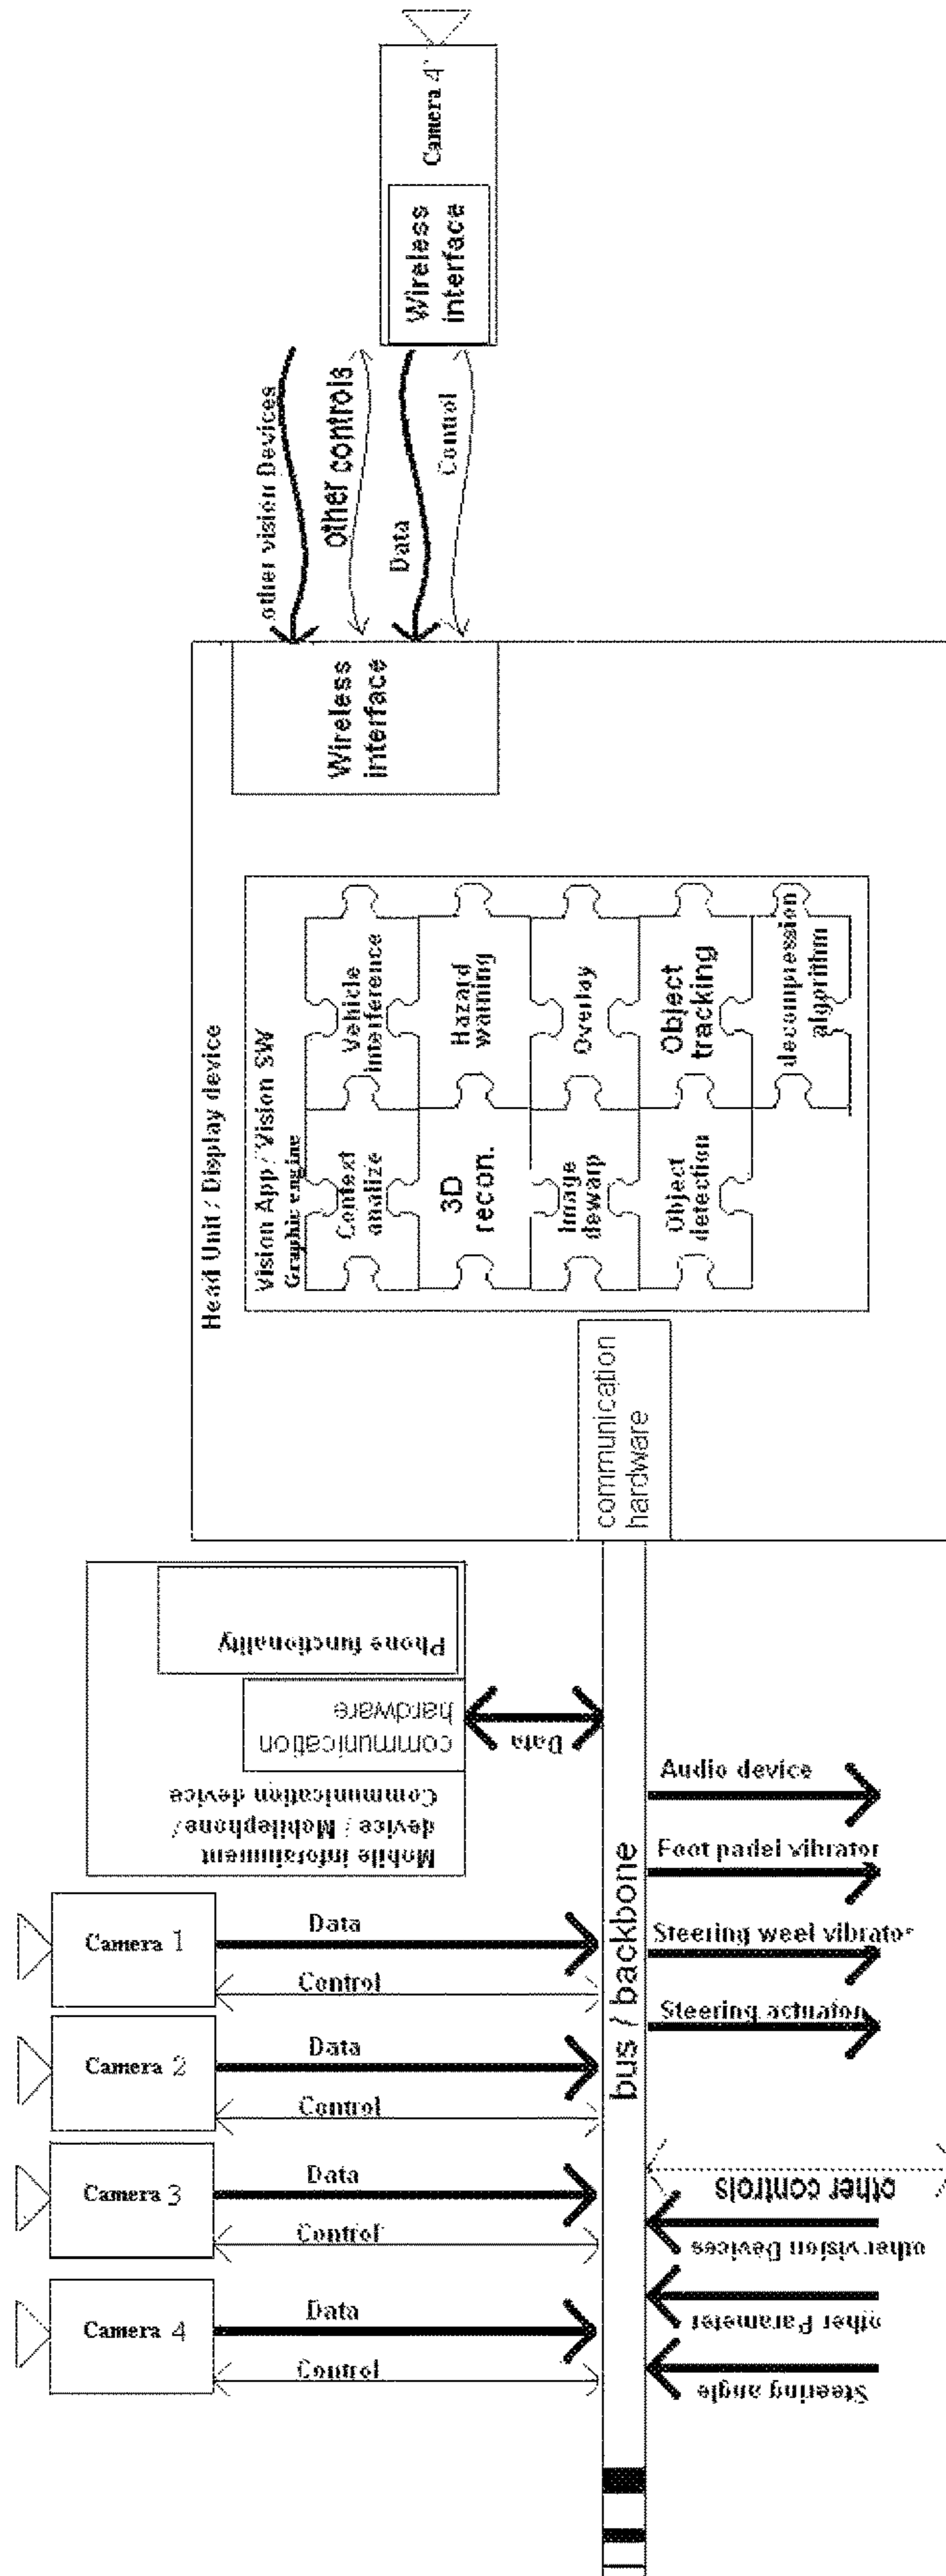 Camera 4'
Wireless
interface
other vision Devices
other controls
Data
Control
Wireless
interface
Head Unit / Display device
Vision App / Vision SW
Graphic engine
Context
analize
Vehicle
interference
3D
recon.
Hazard
warning
Image
dewarp
Overlay
Object
detection
Object
tracking
decompression
algorithm
communication
hardware
Mobile infotainment
device / Mobilephone/
Communication device
communication
hardware
Phone functionality
Data
bus / backbone
Camera 1
Data
Control
Camera 2
Data
Control
Camera 3
Data
Control
Camera 4
Data
Control
Audio device
Foot padel vibrator
Steering weel vibrator
Steering actuator
other controls
other vision Devices
other Parameter
Steering angle